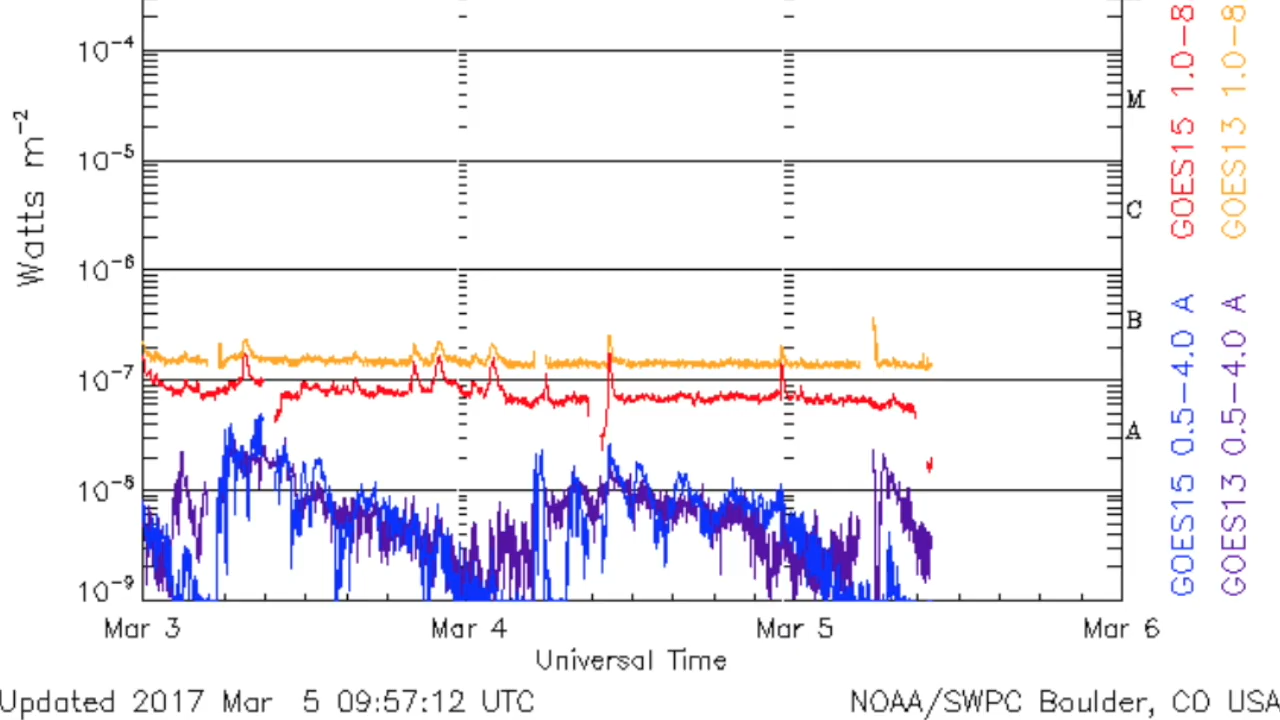 10⁻⁴
10⁻⁵
10⁻⁶
10⁻⁷
10⁻⁸
10⁻⁹
Watts m⁻²
M
C
B
A
GOES15 1.0-8
GOES13 1.0-8
GOES15 0.5-4.0 A
GOES13 0.5-4.0 A
Mar 3 Mar 4 Mar 5 Mar 6
Universal Time
Updated 2017 Mar 5 09:57:12 UTC
NOAA/SWPC Boulder, CO USA